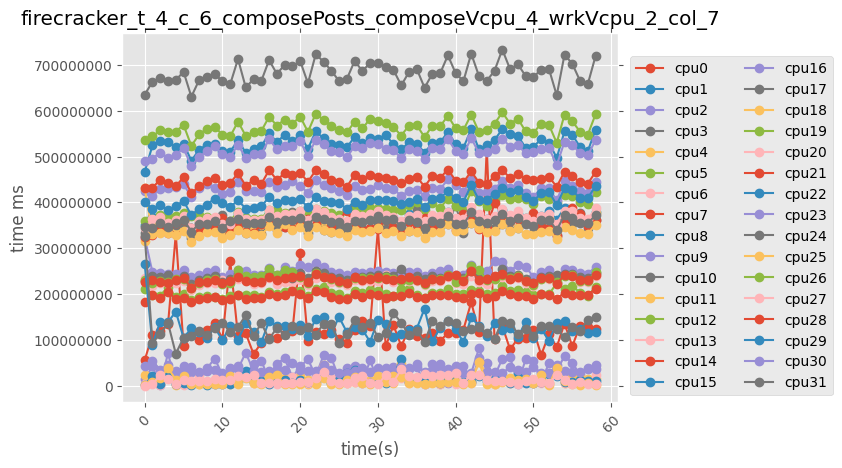 firecracker_t_4_c_6_composePosts_composeVcpu_4_wrkVcpu_2_col_7
time ms
700000000
600000000
500000000
400000000
300000000
200000000
100000000
0
0
10
20
30
40
50
60
time(s)
cpu0
cpu1
cpu2
cpu3
cpu4
cpu5
cpu6
cpu7
cpu8
cpu9
cpu10
cpu11
cpu12
cpu13
cpu14
cpu15
cpu16
cpu17
cpu18
cpu19
cpu20
cpu21
cpu22
cpu23
cpu24
cpu25
cpu26
cpu27
cpu28
cpu29
cpu30
cpu31